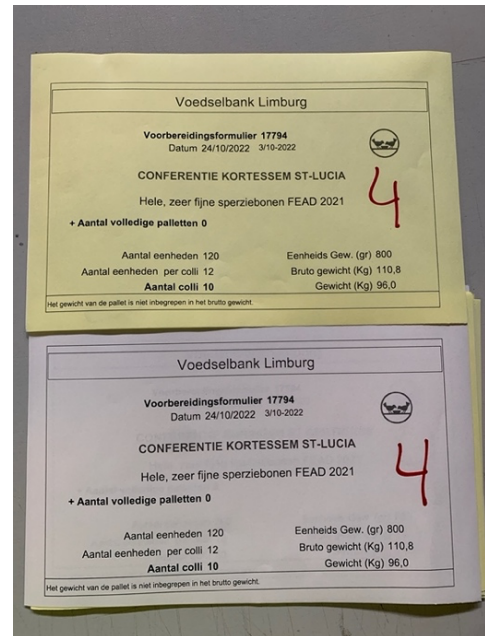 Voedselbank Limburg
Voorbereidingsformulier 17794
Datum 24/10/2022 3/10-2022
CONFERENTIE KORTESSEM ST-LUCIA
4
Hele, zeer fijne sperziebonen FEAD 2021
+ Aantal volledige palletten 0
Aantal eenheden 120 Eenheids Gew. (gr) 800
Aantal eenheden per colli 12 Bruto gewicht (Kg) 110,8
Aantal colli 10 Gewicht (Kg) 96,0
Het gewicht van de pallet is niet inbegrepen in het brutto gewicht.
Voedselbank Limburg
Voorbereidingsformulier 17794
Datum 24/10/2022 3/10-2022
CONFERENTIE KORTESSEM ST-LUCIA
4
Hele, zeer fijne sperziebonen FEAD 2021
+ Aantal volledige palletten 0
Aantal eenheden 120 Eenheids Gew. (gr) 800
Aantal eenheden per colli 12 Bruto gewicht (Kg) 110,8
Aantal colli 10 Gewicht (Kg) 96,0
Het gewicht van de pallet is niet inbegrepen in het brutto gewicht.